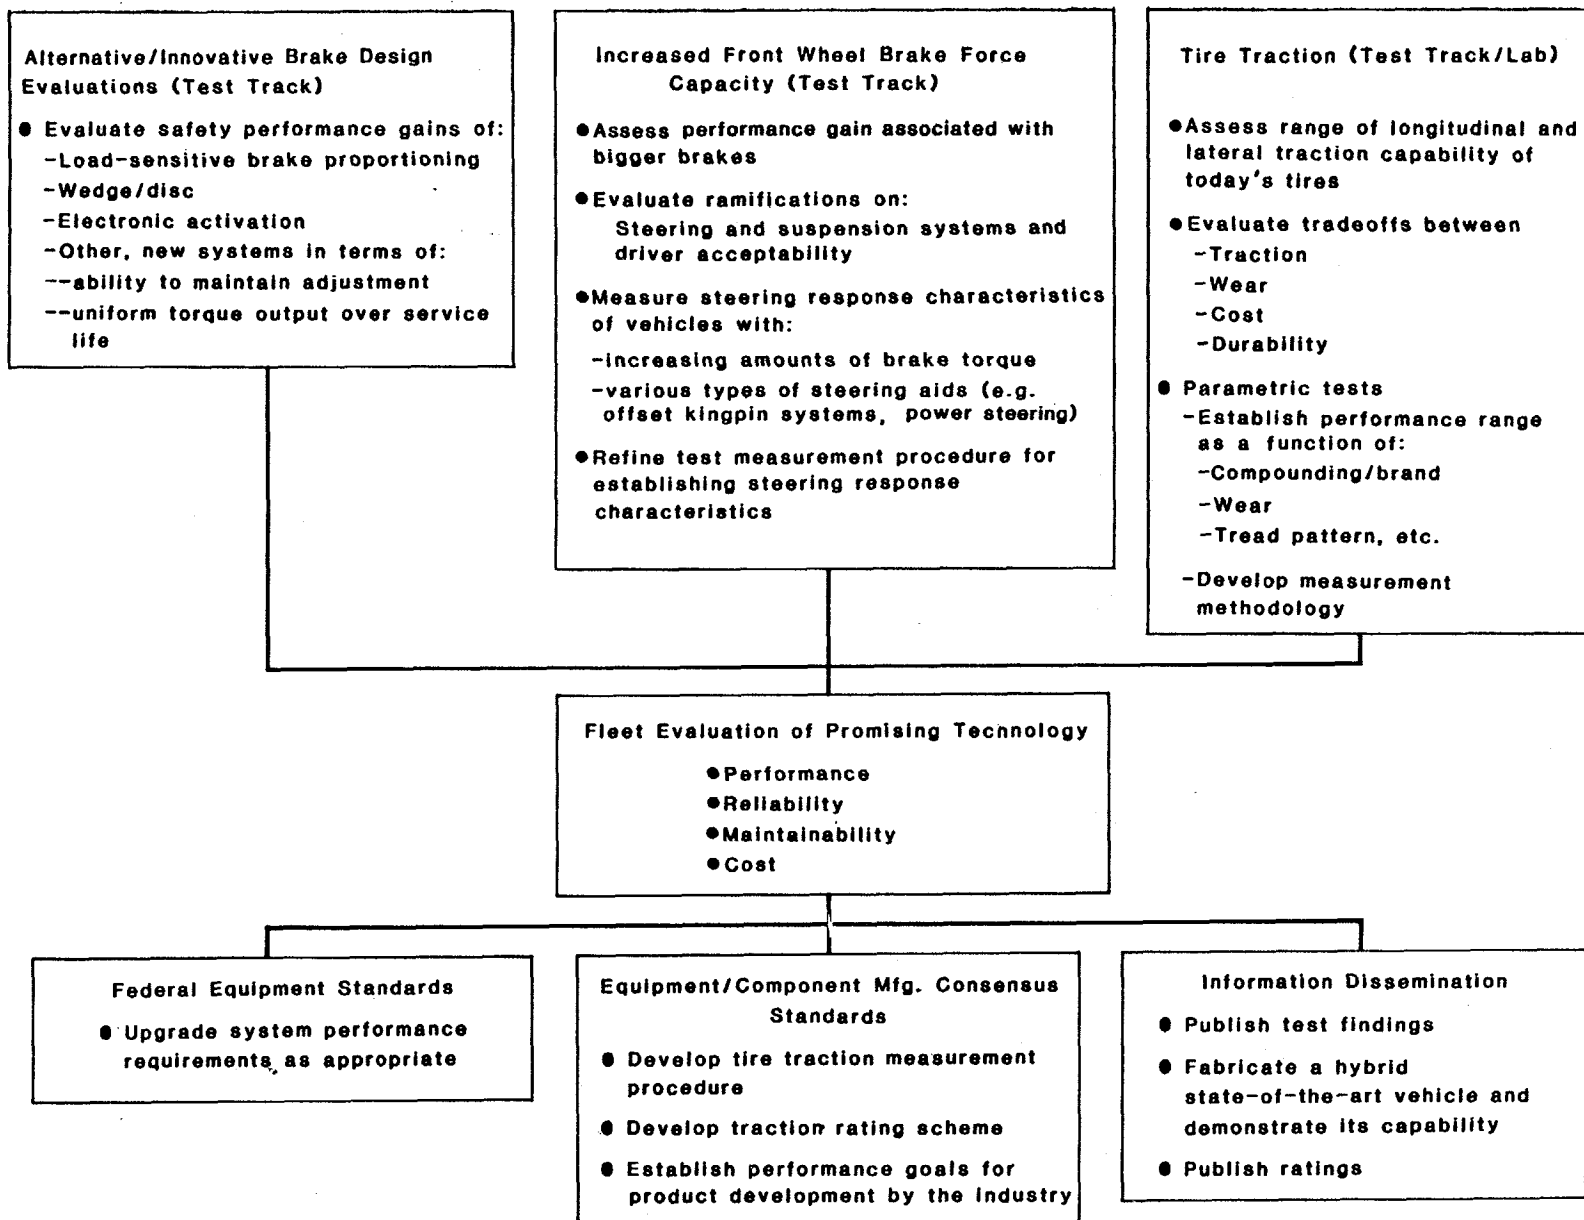 Alternative/Innovative Brake Design
Evaluations (Test Track)
● Evaluate safety performance gains of:
-Load-sensitive brake proportioning
-Wedge/disc
-Electronic activation
-Other, new systems in terms of:
--ability to maintain adjustment
--uniform torque output over service
life
Increased Front Wheel Brake Force
Capacity (Test Track)
●Assess performance gain associated with
bigger brakes
●Evaluate ramifications on:
Steering and suspension systems and
driver acceptability
●Measure steering response characteristics
of vehicles with:
-increasing amounts of brake torque
-various types of steering aids (e.g.
offset kingpin systems, power steering)
●Refine test measurement procedure for
establishing steering response
characteristics
Tire Traction (Test Track/Lab)
●Assess range of longitudinal and
lateral traction capability of
today's tires
●Evaluate tradeoffs between
-Traction
-Wear
-Cost
-Durability
● Parametric tests
-Establish performance range
as a function of:
-Compounding/brand
-Wear
-Tread pattern, etc.
-Develop measurement
methodology
Fleet Evaluation of Promising Technology
●Performance
●Reliability
●Maintainability
●Cost
Federal Equipment Standards
● Upgrade system performance
requirements as appropriate
Equipment/Component Mfg. Consensus
Standards
● Develop tire traction measurement
procedure
● Develop traction rating scheme
● Establish performance goals for
product development by the industry
Information Dissemination
● Publish test findings
● Fabricate a hybrid
state-of-the-art vehicle and
demonstrate its capability
● Publish ratings